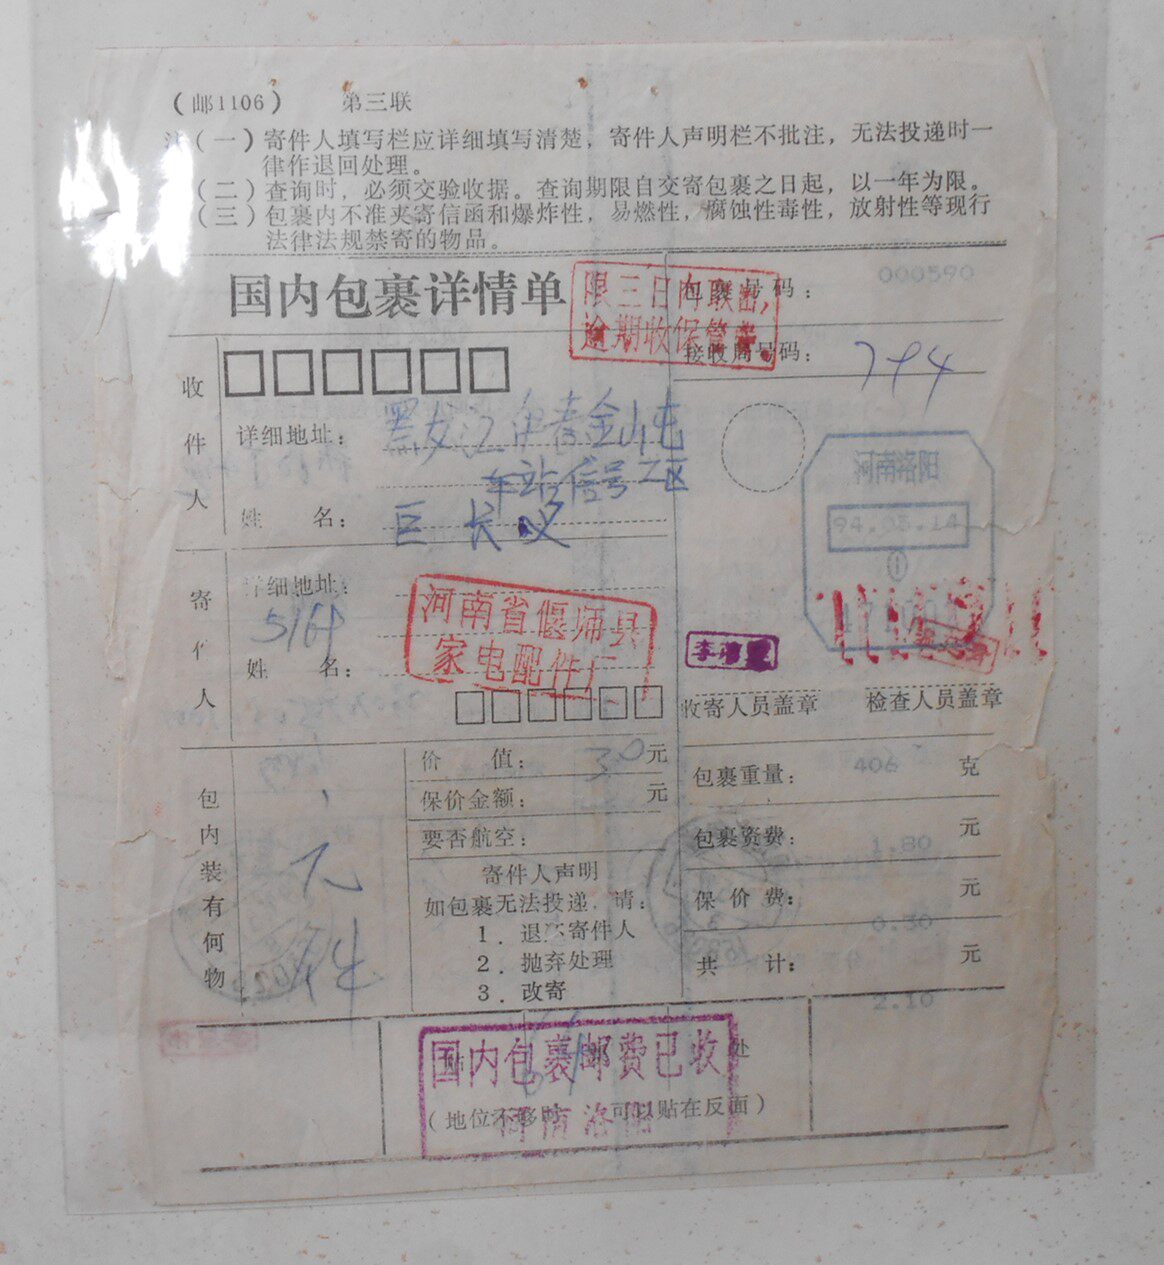 （邮1106） 第三联
注（一）寄件人填写栏应详细填写清楚，寄件人声明栏不批注，无法投递时一
律作退回处理。
（二）查询时，必须交验收据。查询期限自交寄包裹之日起，以一年为限。
（三）包裹内不准夹寄信函和爆炸性，易燃性，腐蚀性毒性，放射性等现行
法律法规禁寄的物品。
国内包裹详情单
限三日内取出，
逾期收保管费
包裹号码： 000590
接收局号码： 794
收件人
详细地址： 黑龙江伊春金山屯
车站信号工区
姓 名： 巨长义
河南洛阳
94.05.14
寄件人
详细地址：
河南省偃师县
家电配件厂
姓 名：
收寄人员盖章 检查人员盖章
包内装有何物
价 值： 30 元
保价金额： 元
要否航空：
寄件人声明
如包裹无法投递，请：
1．退还寄件人
2．抛弃处理
3．改寄
包裹重量： 406 克
包裹资费： 1.80 元
保价费： 0.30 元
共 计： 2.10 元
国内包裹邮费已收
河南洛阳
处
（地位不够时 可以贴在反面）